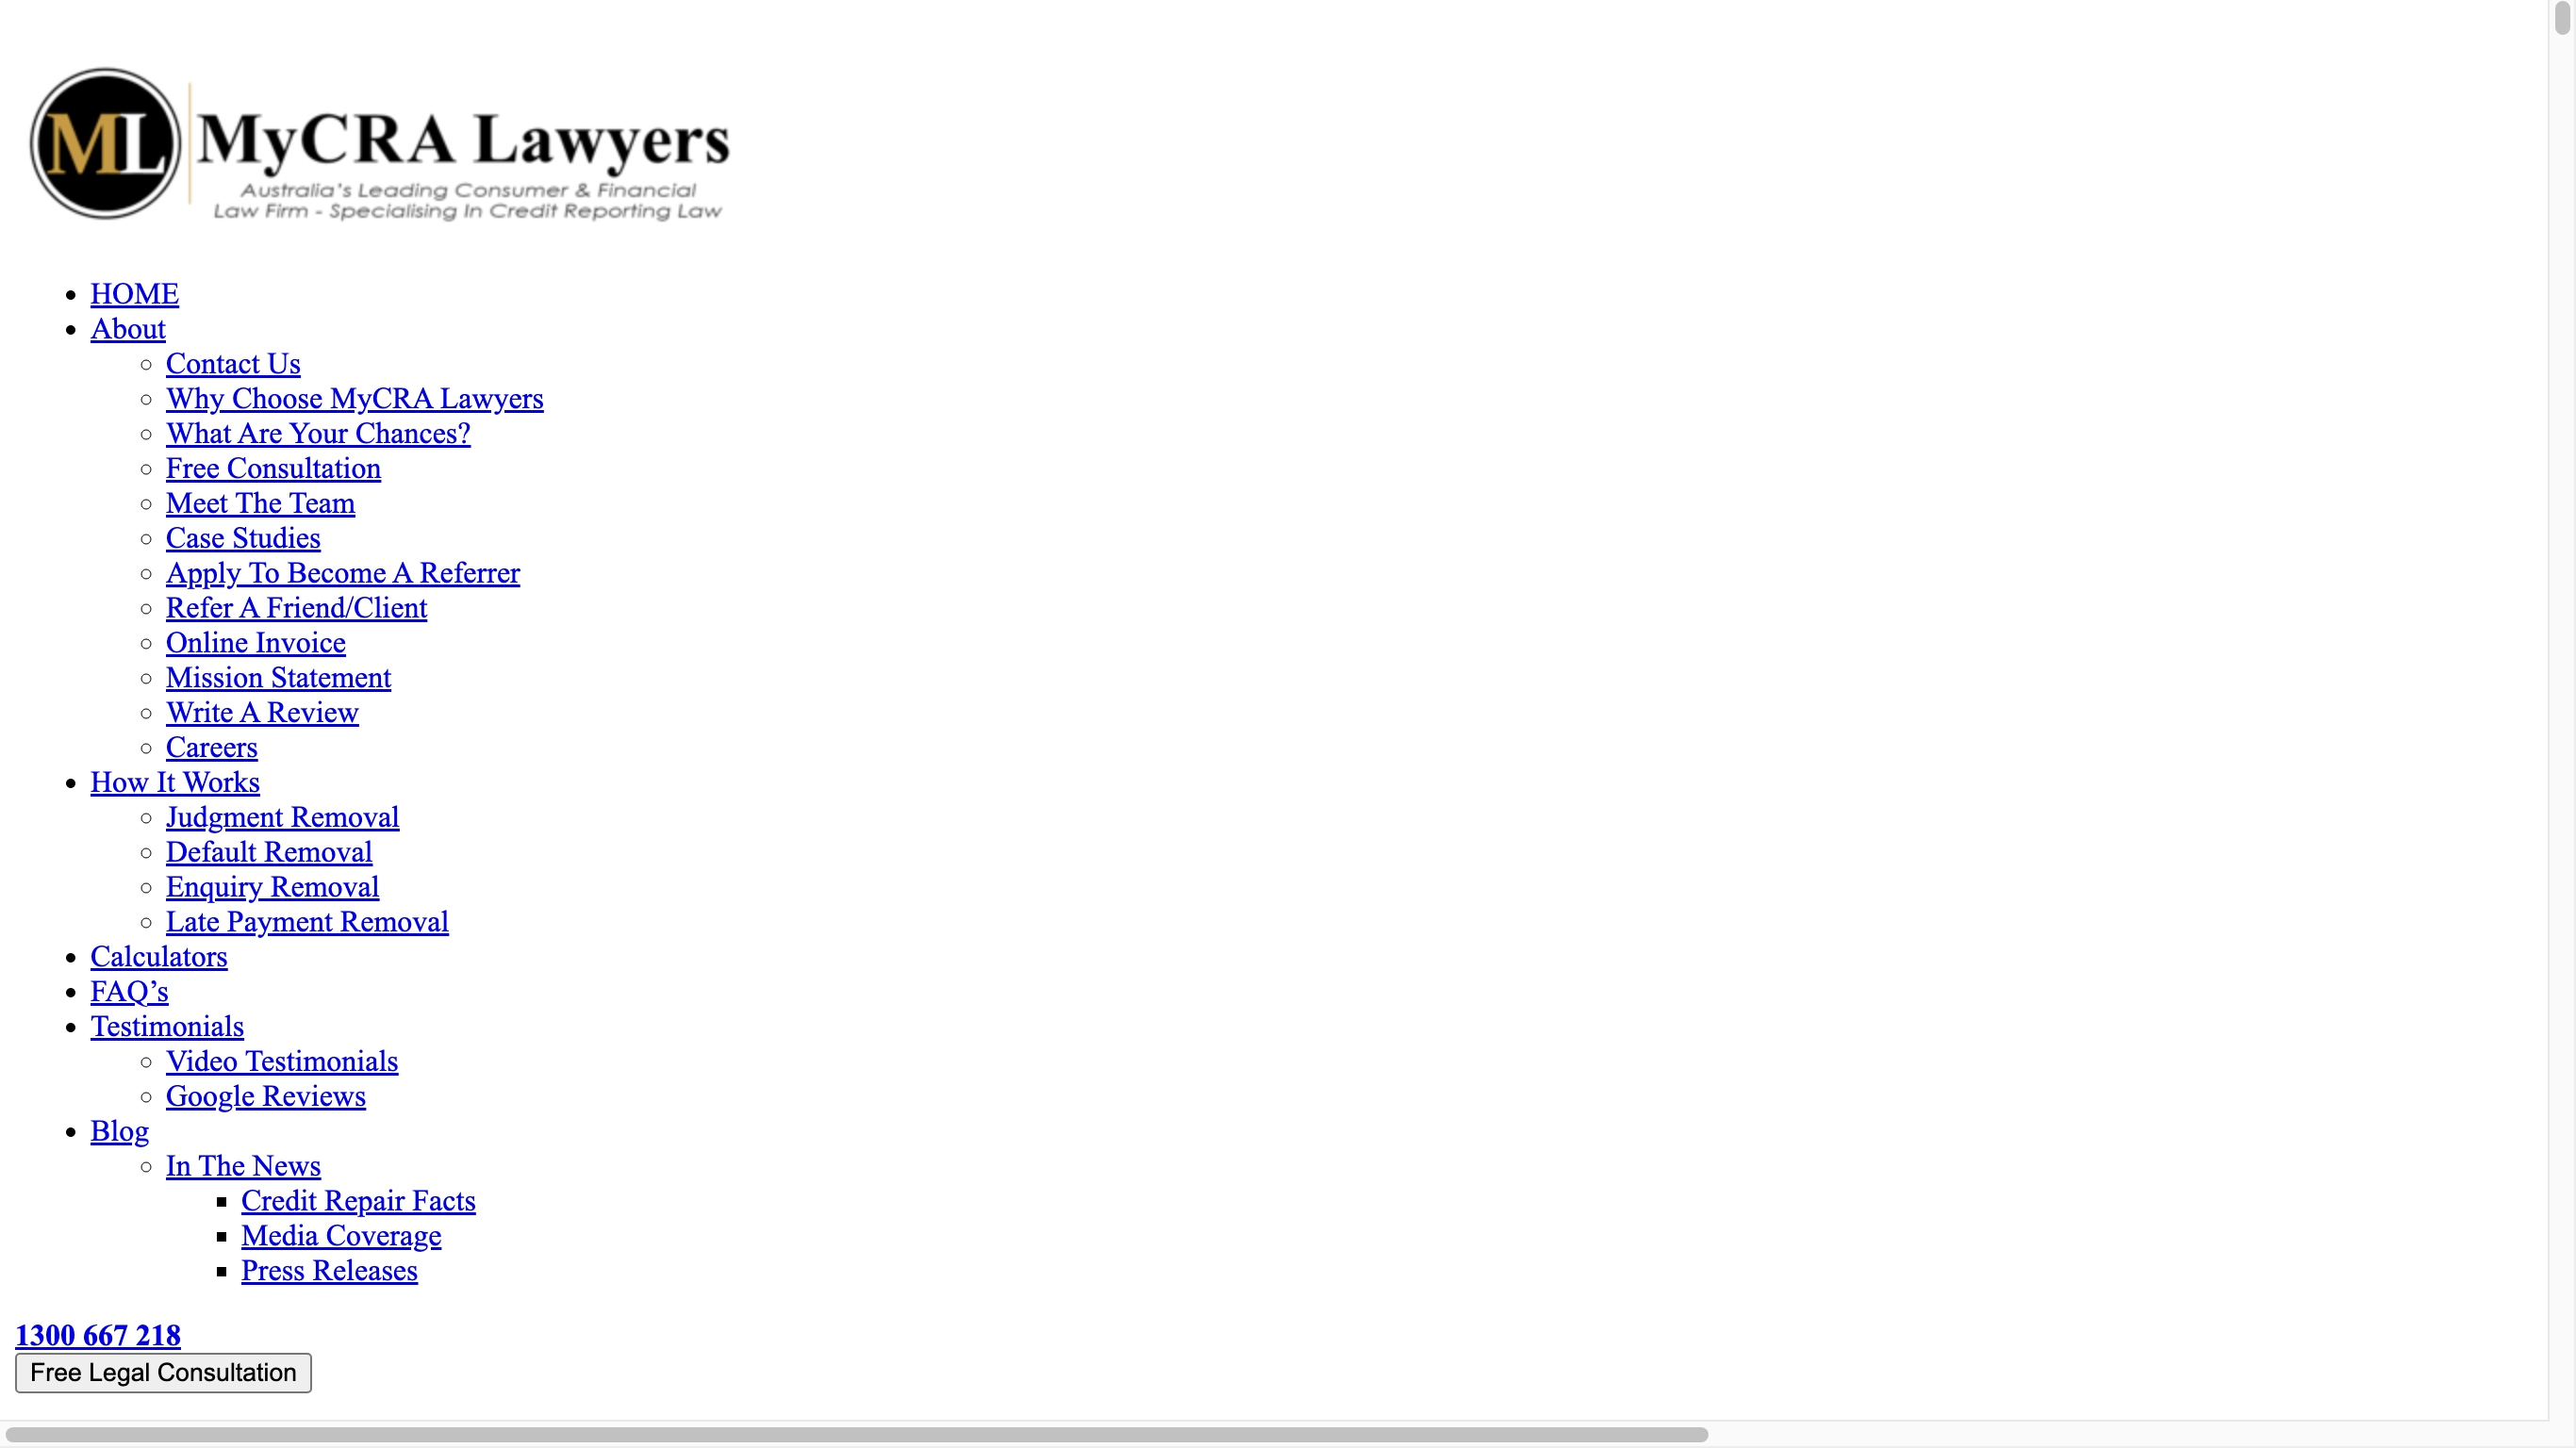 ML MyCRA Lawyers
Australia's Leading Consumer & Financial
Law Firm - Specialising In Credit Reporting Law
HOME
About
Contact Us
Why Choose MyCRA Lawyers
What Are Your Chances?
Free Consultation
Meet The Team
Case Studies
Apply To Become A Referrer
Refer A Friend/Client
Online Invoice
Mission Statement
Write A Review
Careers
How It Works
Judgment Removal
Default Removal
Enquiry Removal
Late Payment Removal
Calculators
FAQ’s
Testimonials
Video Testimonials
Google Reviews
Blog
In The News
Credit Repair Facts
Media Coverage
Press Releases
1300 667 218
Free Legal Consultation